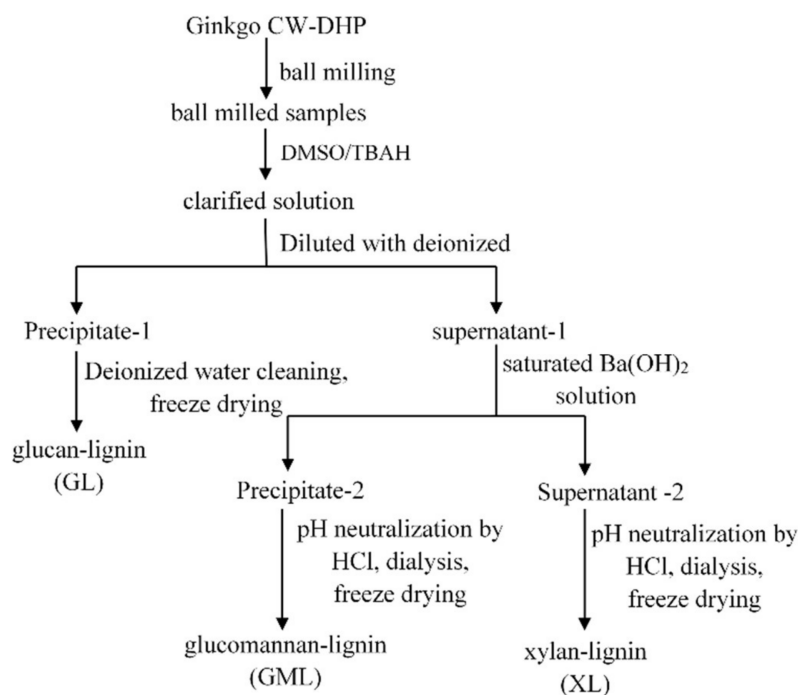 Ginkgo CW-DHP
ball milling
ball milled samples
DMSO/TBAH
clarified solution
Diluted with deionized
Precipitate-1
supernatant-1
Deionized water cleaning,
freeze drying
saturated Ba(OH)₂
solution
glucan-lignin
(GL)
Precipitate-2
Supernatant -2
pH neutralization by
HCl, dialysis,
freeze drying
pH neutralization by
HCl, dialysis,
freeze drying
glucomannan-lignin
(GML)
xylan-lignin
(XL)